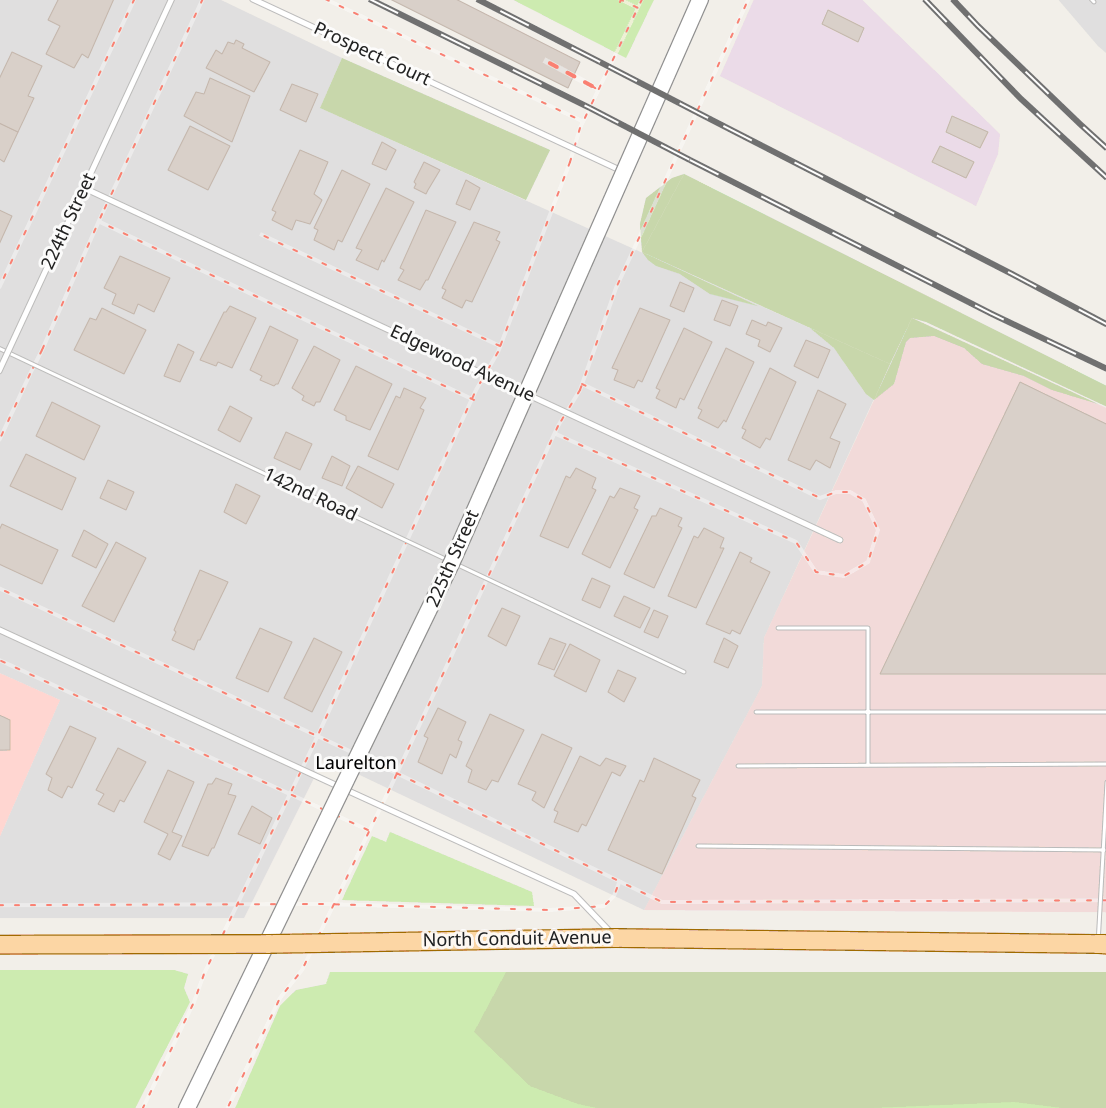 Prospect Court
224th Street
Edgewood Avenue
142nd Road
225th Street
Laurelton
North Conduit Avenue